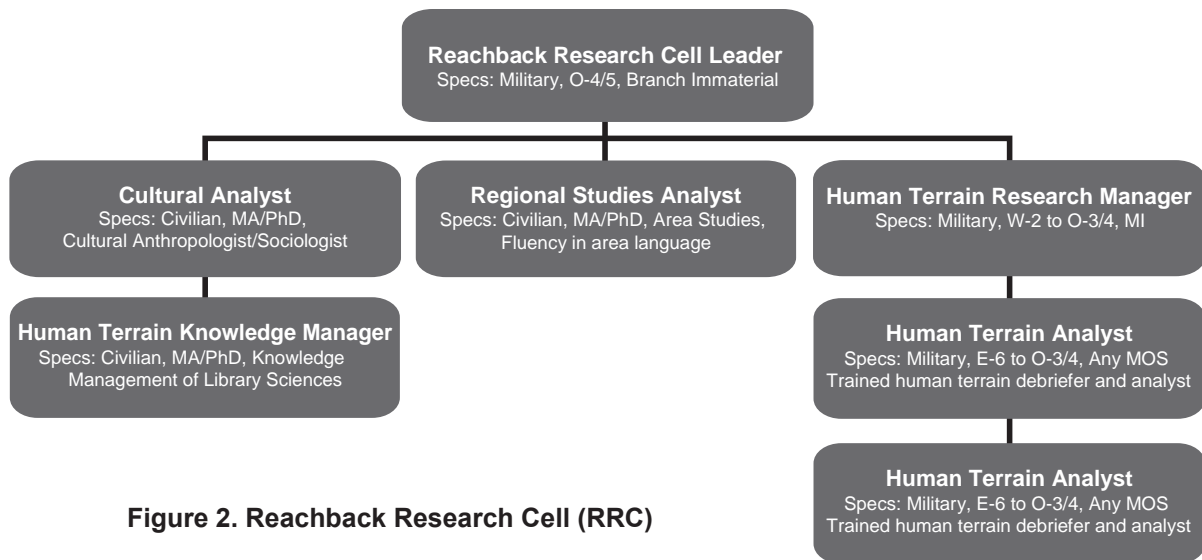 Reachback Research Cell Leader
Specs: Military, O-4/5, Branch Immaterial
Cultural Analyst
Specs: Civilian, MA/PhD,
Cultural Anthropologist/Sociologist
Regional Studies Analyst
Specs: Civilian, MA/PhD, Area Studies,
Fluency in area language
Human Terrain Research Manager
Specs: Military, W-2 to O-3/4, MI
Human Terrain Knowledge Manager
Specs: Civilian, MA/PhD, Knowledge
Management of Library Sciences
Human Terrain Analyst
Specs: Military, E-6 to O-3/4, Any MOS
Trained human terrain debriefer and analyst
Human Terrain Analyst
Specs: Military, E-6 to O-3/4, Any MOS
Trained human terrain debriefer and analyst
Figure 2. Reachback Research Cell (RRC)